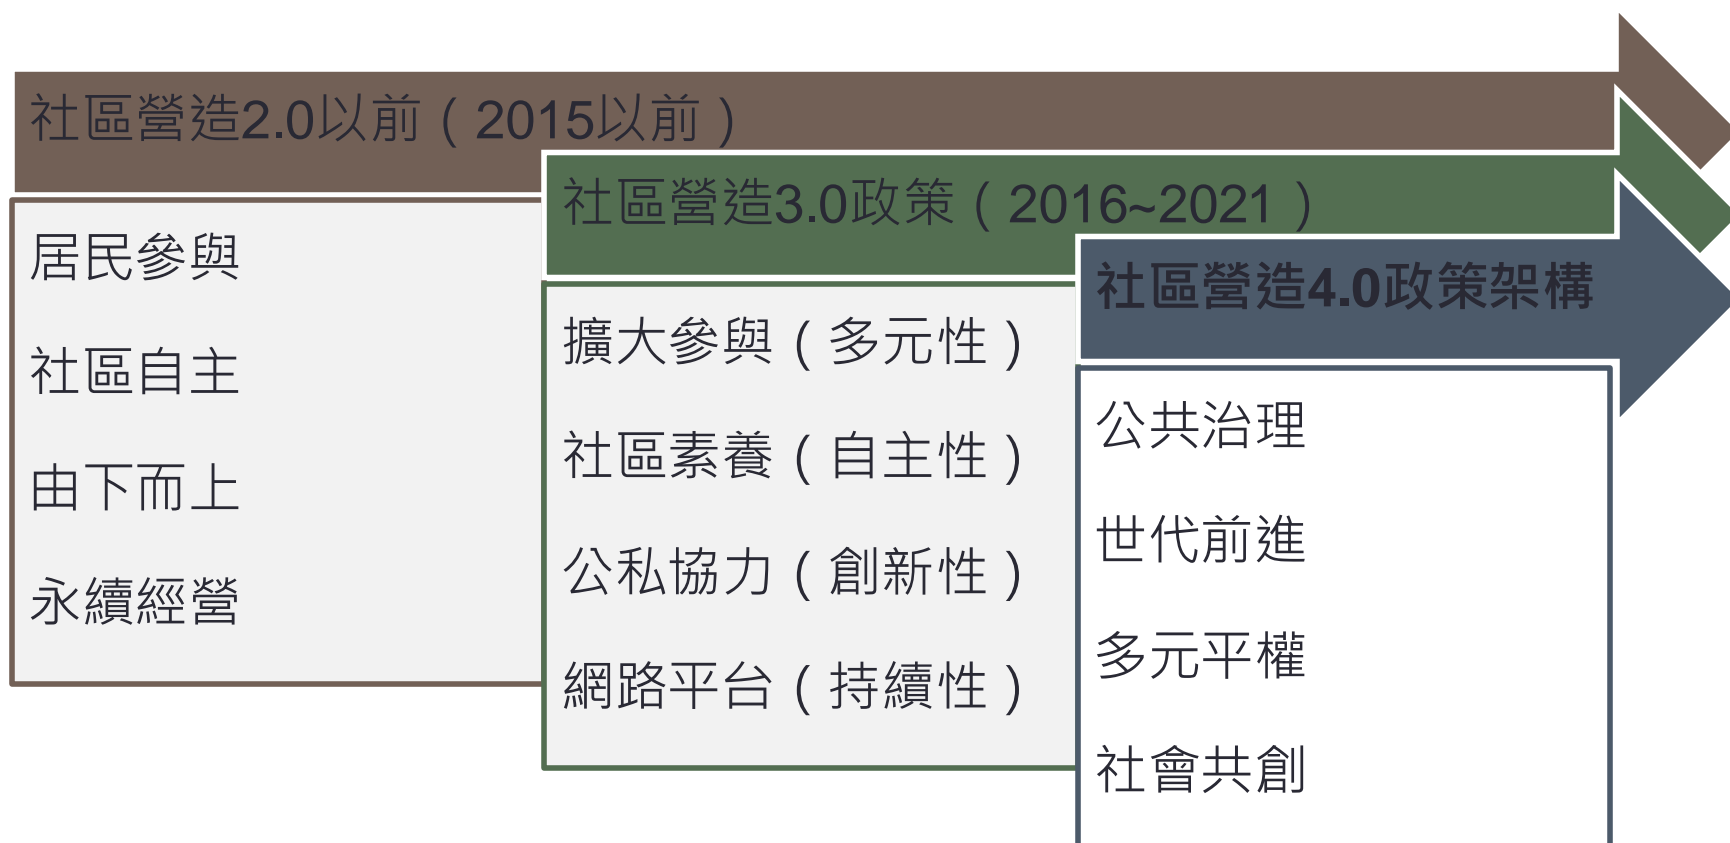 社區營造2.0以前（2015以前）
居民參與
社區自主
由下而上
永續經營
社區營造3.0政策（2016~2021）
擴大參與（多元性）
社區素養（自主性）
公私協力（創新性）
網路平台（持續性）
社區營造4.0政策架構
公共治理
世代前進
多元平權
社會共創